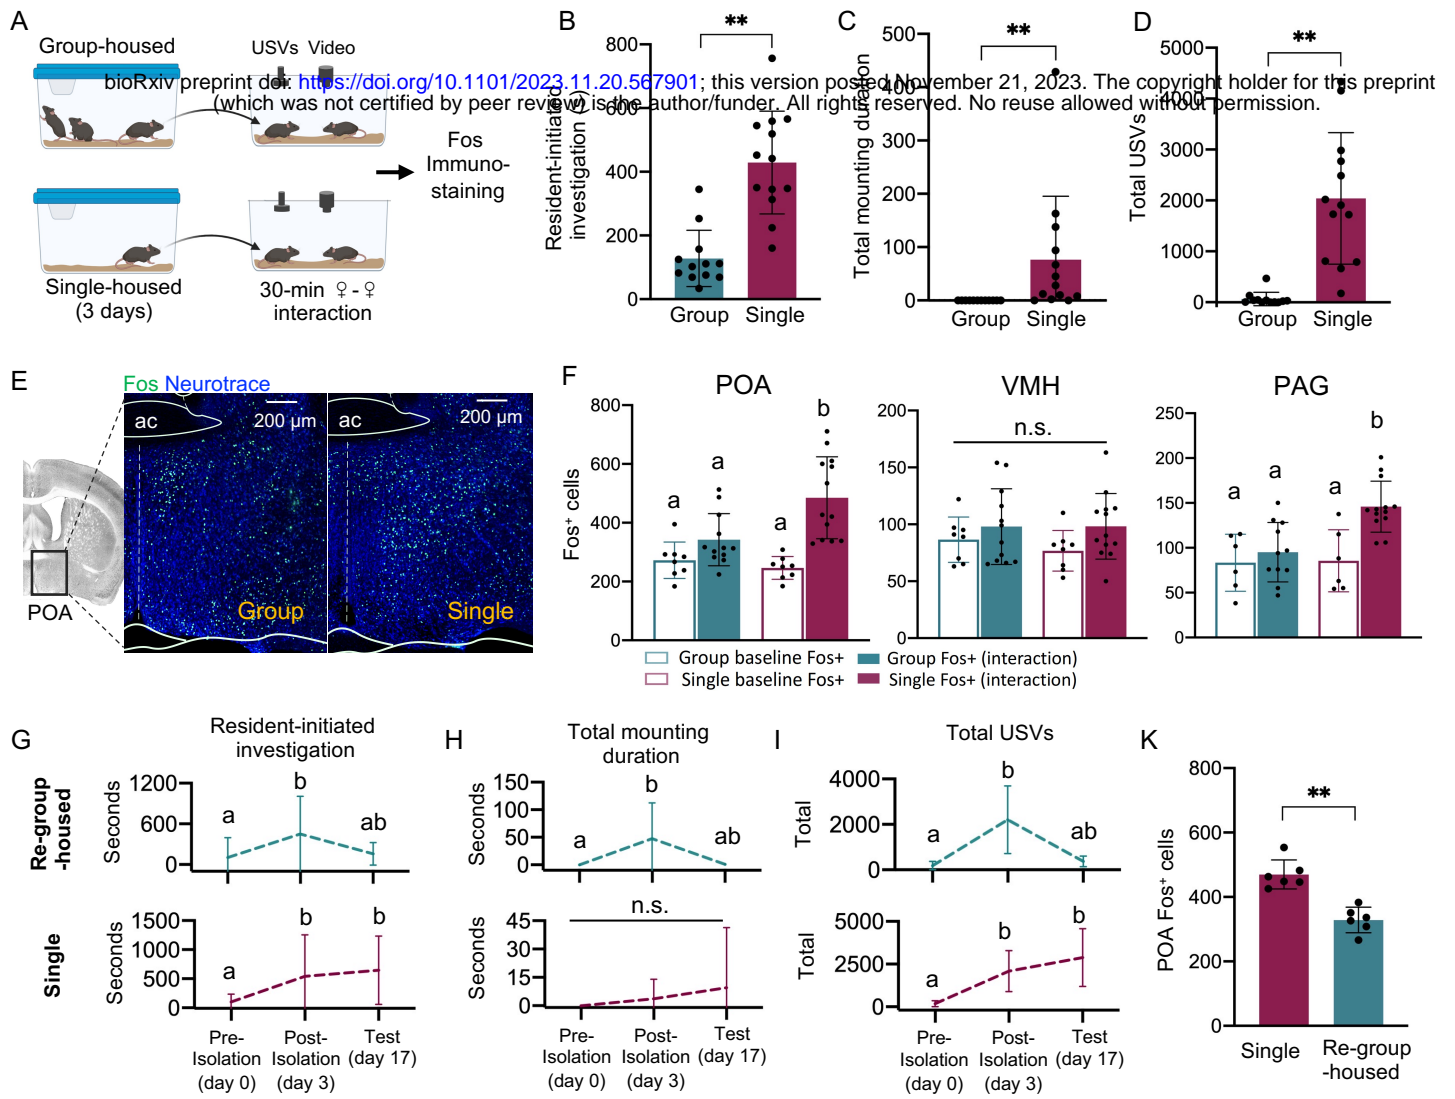 A
Group-housed
USVs Video
bioRxiv preprint doi: https://doi.org/10.1101/2023.11.20.567901; this version posted November 21, 2023. The copyright holder for this preprint
(which was not certified by peer review) is the author/funder. All rights reserved. No reuse allowed without permission.
Fos
Immuno-
staining
Single-housed
(3 days)
30-min ♀-♀
interaction
B
**
Resident-initiated
investigation (s)
800
600
400
200
0
Group Single
C
**
Total mounting duration
500
400
300
200
100
0
Group Single
D
**
Total USVs
5000
4000
3000
2000
1000
0
Group Single
E
Fos Neurotrace
ac
200 µm
ac
200 µm
POA
Group
Single
F
POA
Fos⁺ cells
800
600
400
200
0
a
a
a
b
VMH
200
150
100
50
0
n.s.
PAG
250
200
150
100
50
0
a
a
a
b
Group baseline Fos+
Group Fos+ (interaction)
Single baseline Fos+
Single Fos+ (interaction)
G
Resident-initiated
investigation
Re-group
-housed
Seconds
1200
600
0
a
b
ab
Single
Seconds
1500
1000
500
0
a
b
b
Pre-
Isolation
(day 0)
Post-
Isolation
(day 3)
Test
(day 17)
H
Total mounting
duration
Seconds
150
100
50
0
a
b
ab
Seconds
45
30
15
0
n.s.
Pre-
Isolation
(day 0)
Post-
Isolation
(day 3)
Test
(day 17)
I
Total USVs
Total
4000
2000
0
a
b
ab
Total
5000
2500
0
a
b
b
Pre-
Isolation
(day 0)
Post-
Isolation
(day 3)
Test
(day 17)
K
**
POA Fos⁺ cells
800
600
400
200
0
Single
Re-group
-housed